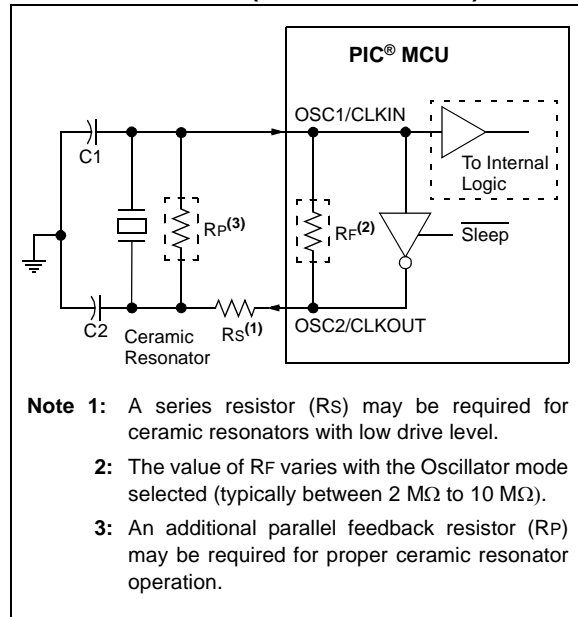 PIC® MCU
OSC1/CLKIN
C1
To Internal
Logic
RP(3)
RF(2)
Sleep
C2
Ceramic
Resonator
RS(1)
OSC2/CLKOUT
Note 1: A series resistor (RS) may be required for
ceramic resonators with low drive level.
2: The value of RF varies with the Oscillator mode
selected (typically between 2 MΩ to 10 MΩ).
3: An additional parallel feedback resistor (RP)
may be required for proper ceramic resonator
operation.